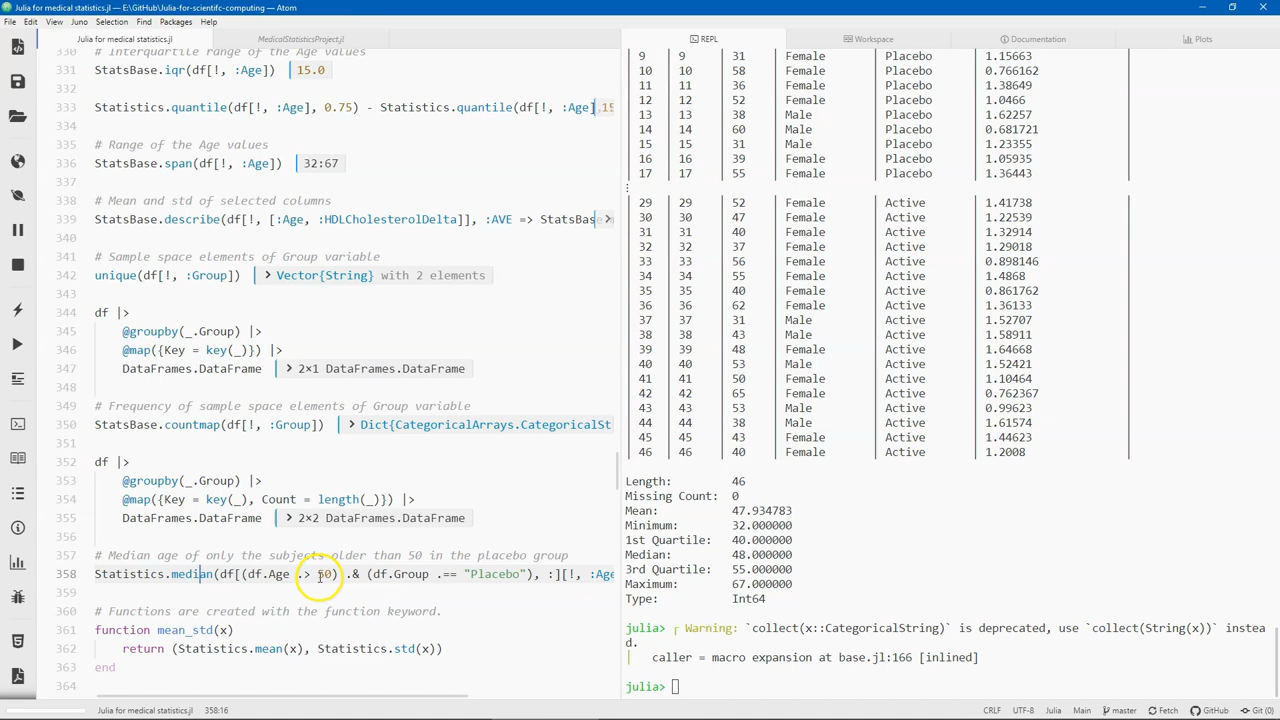 Julia for medical statistics.jl — E:\GitHub\Julia-for-scientifc-computing — Atom
File Edit View Juno Selection Find Packages Help
Julia for medical statistics.jl
MedicalStatisticsProject.jl
330 # Interquartile range of the Age values
331 StatsBase.iqr(df[!, :Age]) 15.0
332
333 Statistics.quantile(df[!, :Age], 0.75) - Statistics.quantile(df[!, :Age],15
334
335 # Range of the Age values
336 StatsBase.span(df[!, :Age]) 32:67
337
338 # Mean and std of selected columns
339 StatsBase.describe(df[!, [:Age, :HDLCholesterolDelta]], :AVE => StatsBase
340
341 # Sample space elements of Group variable
342 unique(df[!, :Group]) > Vector{String} with 2 elements
343
344 df |>
345 @groupby(_.Group) |>
346 @map({Key = key(_)}) |>
347 DataFrames.DataFrame > 2×1 DataFrames.DataFrame
348
349 # Frequency of sample space elements of Group variable
350 StatsBase.countmap(df[!, :Group]) > Dict{CategoricalArrays.CategoricalSt
351
352 df |>
353 @groupby(_.Group) |>
354 @map({Key = key(_), Count = length(_)}) |>
355 DataFrames.DataFrame > 2×2 DataFrames.DataFrame
356
357 # Median age of only the subjects older than 50 in the placebo group
358 Statistics.median(df[(df.Age .> 50) .& (df.Group .== "Placebo"), :][!, :Age
359
360 # Functions are created with the function keyword.
361 function mean_std(x)
362 return (Statistics.mean(x), Statistics.std(x))
363 end
364
REPL
Workspace
Documentation
Plots
9 9 31 Female Placebo 1.15663
10 10 58 Female Placebo 0.766162
11 11 36 Female Placebo 1.38649
12 12 52 Female Placebo 1.0466
13 13 38 Male Placebo 1.62257
14 14 60 Male Placebo 0.681721
15 15 31 Male Placebo 1.23355
16 16 39 Female Placebo 1.05935
17 17 55 Female Placebo 1.36443
⋮
29 29 52 Female Active 1.41738
30 30 47 Female Active 1.22539
31 31 40 Female Active 1.32914
32 32 37 Female Active 1.29018
33 33 56 Female Active 0.898146
34 34 55 Female Active 1.4868
35 35 40 Female Active 0.861762
36 36 62 Female Active 1.36133
37 37 31 Male Active 1.52707
38 38 43 Male Active 1.58911
39 39 48 Female Active 1.64668
40 40 53 Male Active 1.52421
41 41 50 Female Active 1.10464
42 42 54 Female Active 0.762367
43 43 53 Male Active 0.99623
44 44 38 Male Active 1.61574
45 45 43 Female Active 1.44623
46 46 40 Female Active 1.2008
Length: 46
Missing Count: 0
Mean: 47.934783
Minimum: 32.000000
1st Quartile: 40.000000
Median: 48.000000
3rd Quartile: 55.000000
Maximum: 67.000000
Type: Int64
julia> ┌ Warning: `collect(x::CategoricalString)` is deprecated, use `collect(String(x))` instea
d.
│ caller = macro expansion at base.jl:166 [inlined]
julia>
Julia for medical statistics.jl 358:16
CRLF UTF-8 Julia Main master Fetch GitHub Git (0)